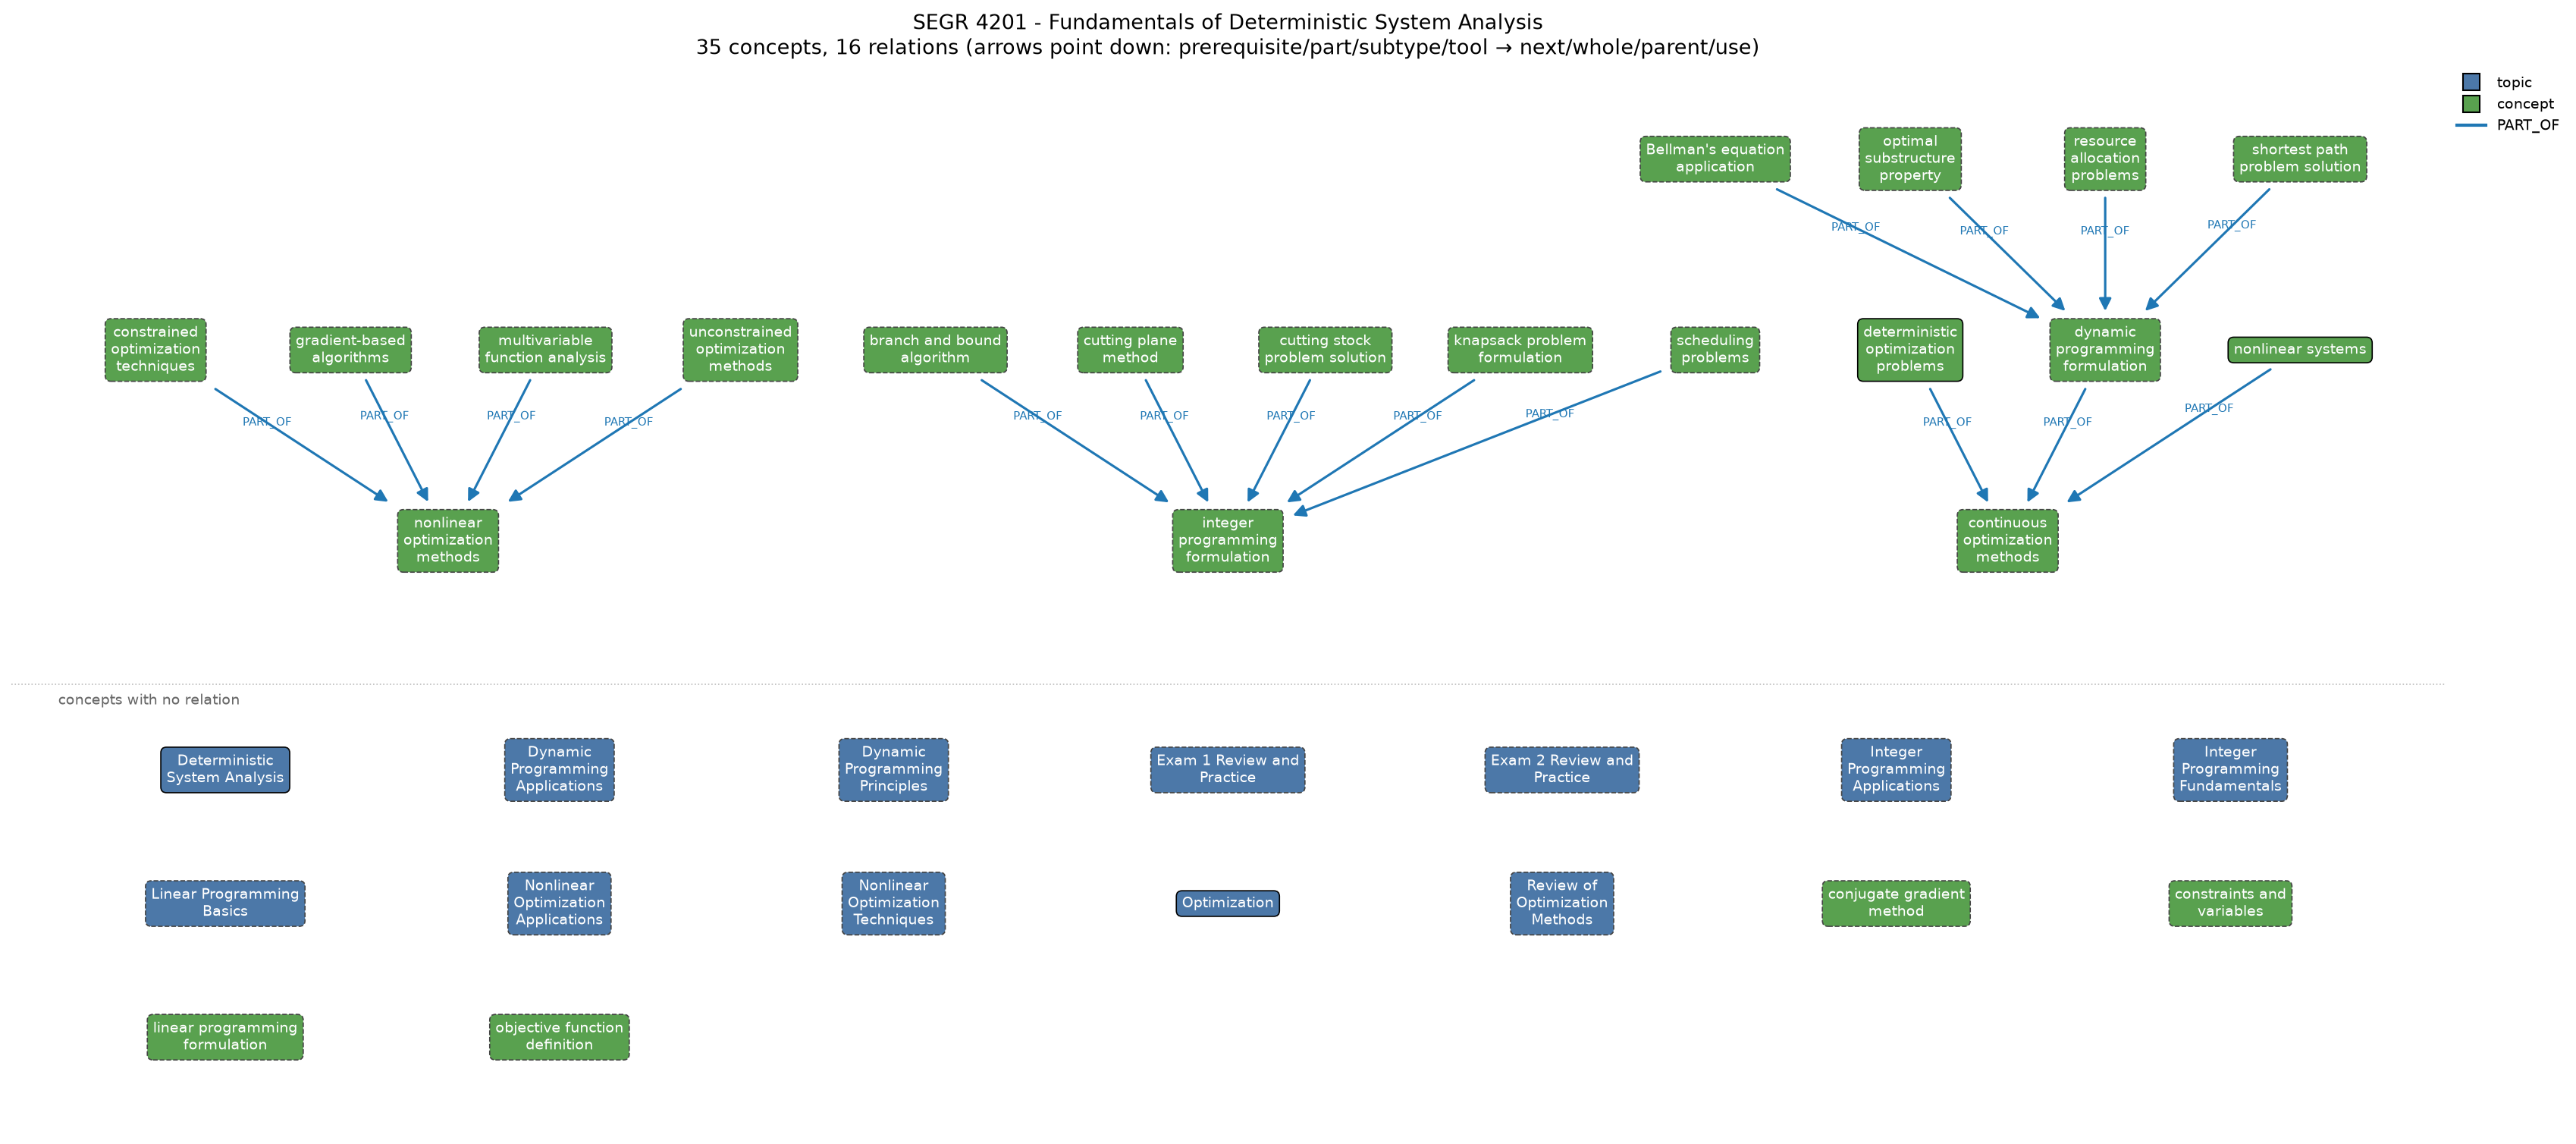 SEGR 4201 - Fundamentals of Deterministic System Analysis
35 concepts, 16 relations (arrows point down: prerequisite/part/subtype/tool → next/whole/parent/use)
topic
concept
PART_OF
Bellman's equation
application
optimal
substructure
property
resource
allocation
problems
shortest path
problem solution
PART_OF
PART_OF
PART_OF
PART_OF
constrained
optimization
techniques
gradient-based
algorithms
multivariable
function analysis
unconstrained
optimization
methods
branch and bound
algorithm
cutting plane
method
cutting stock
problem solution
knapsack problem
formulation
scheduling
problems
deterministic
optimization
problems
dynamic
programming
formulation
nonlinear systems
PART_OF
PART_OF
PART_OF
PART_OF
PART_OF
PART_OF
PART_OF
PART_OF
PART_OF
PART_OF
PART_OF
PART_OF
nonlinear
optimization
methods
integer
programming
formulation
continuous
optimization
methods
concepts with no relation
Deterministic
System Analysis
Dynamic
Programming
Applications
Dynamic
Programming
Principles
Exam 1 Review and
Practice
Exam 2 Review and
Practice
Integer
Programming
Applications
Integer
Programming
Fundamentals
Linear Programming
Basics
Nonlinear
Optimization
Applications
Nonlinear
Optimization
Techniques
Optimization
Review of
Optimization
Methods
conjugate gradient
method
constraints and
variables
linear programming
formulation
objective function
definition